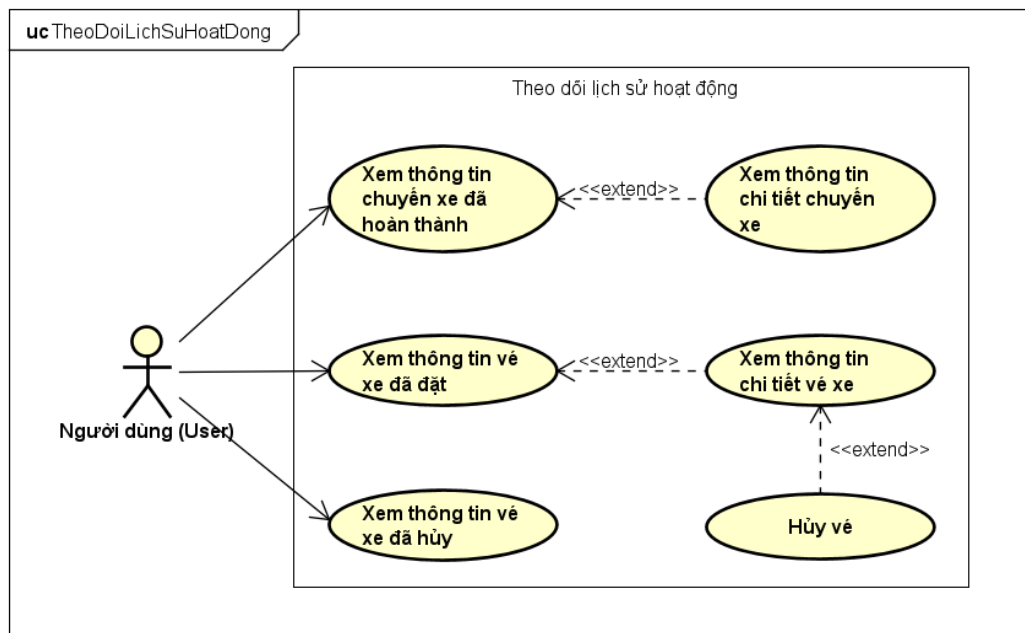 uc TheoDoiLichSuHoatDong
Theo dõi lịch sử hoạt động
Xem thông tin
chuyến xe đã
hoàn thành
<<extend>>
Xem thông tin
chi tiết chuyến
xe
Xem thông tin vé
xe đã đặt
<<extend>>
Xem thông tin
chi tiết vé xe
Người dùng (User)
<<extend>>
Xem thông tin vé
xe đã hủy
Hủy vé